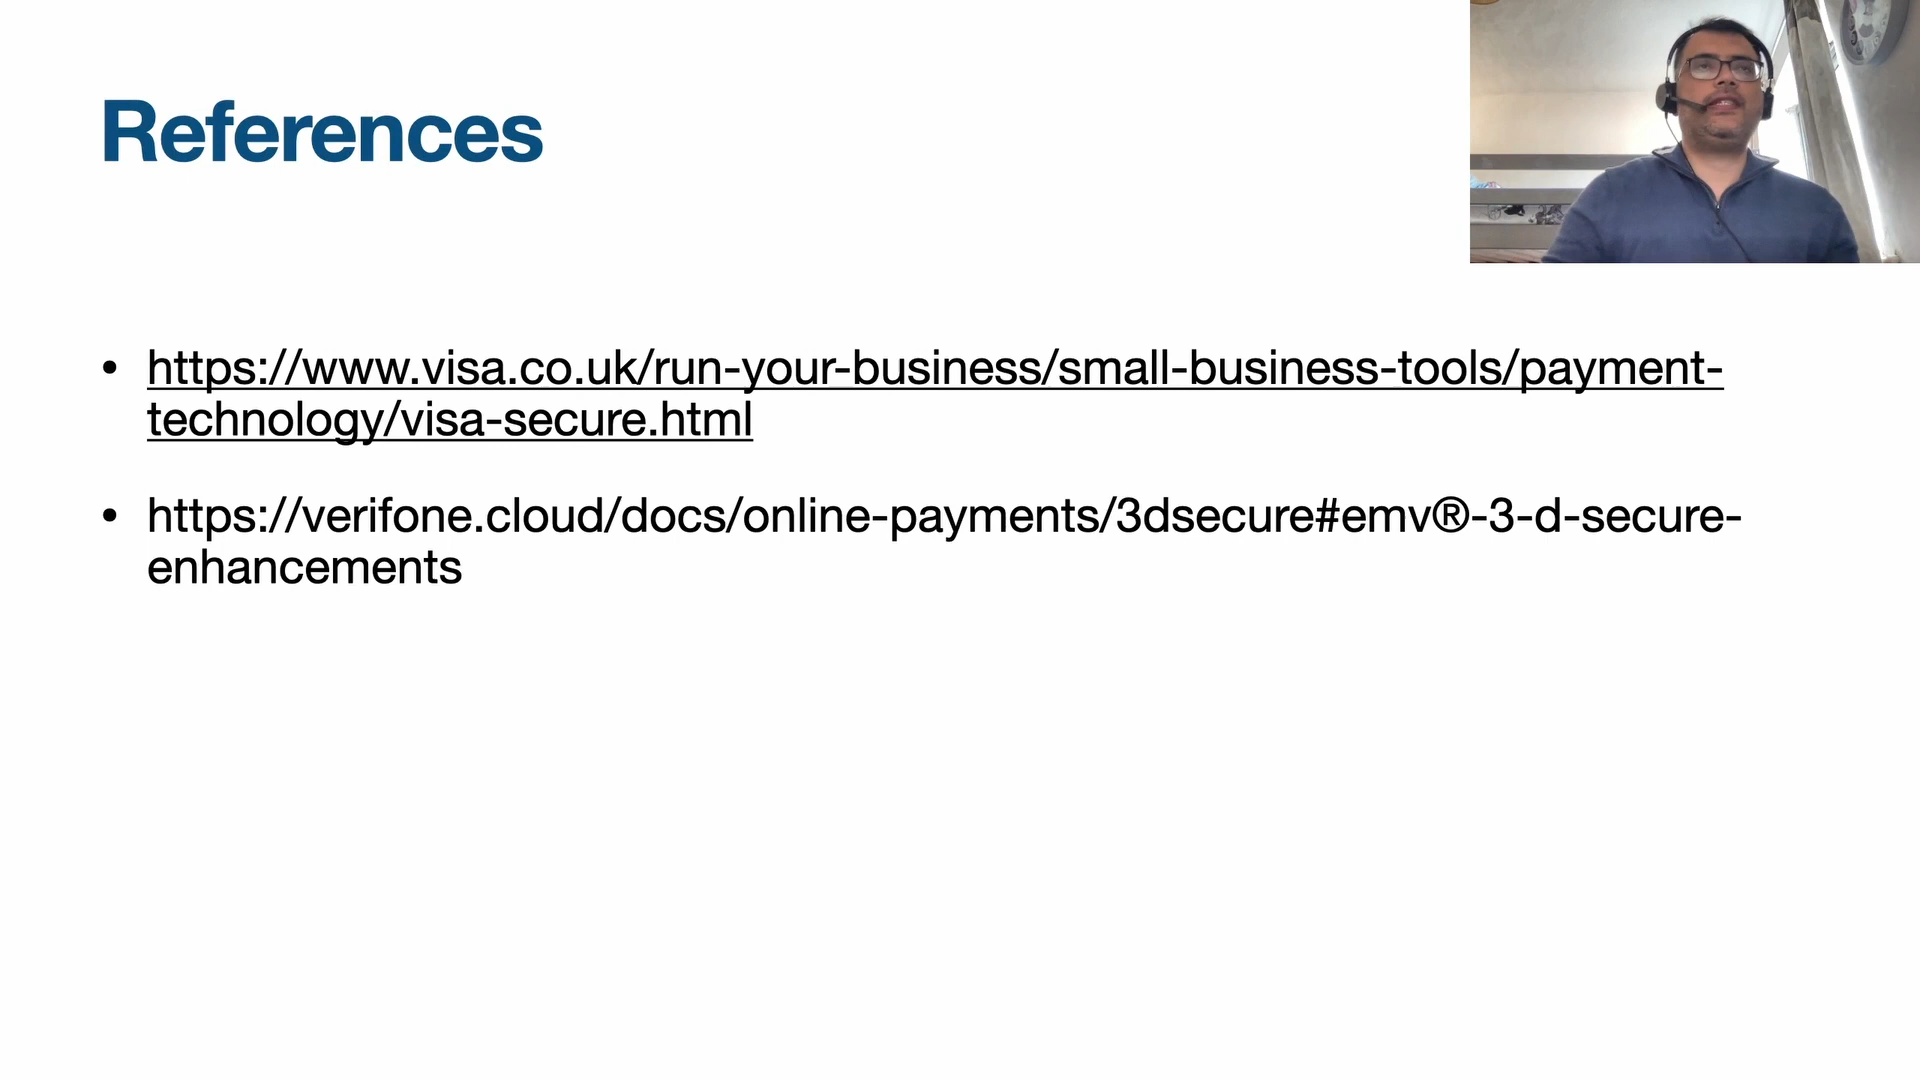 References
• https://www.visa.co.uk/run-your-business/small-business-tools/payment-
technology/visa-secure.html
• https://verifone.cloud/docs/online-payments/3dsecure#emv®-3-d-secure-
enhancements